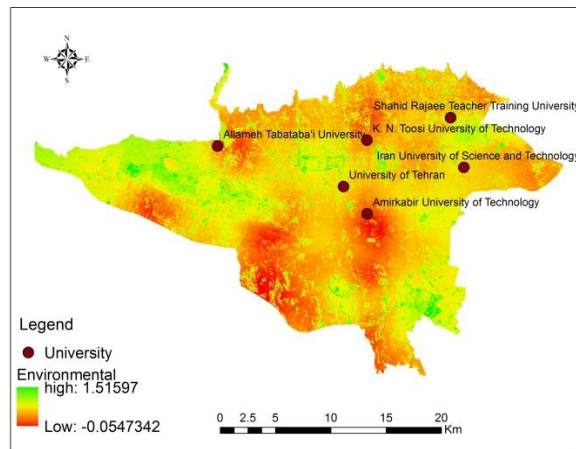 N
W E
S
Shahid Rajaee Teacher Training University
K. N. Toosi University of Technology
Allameh Tabataba'i University
Iran University of Science and Technology
University of Tehran
Amirkabir University of Technology
Legend
University
Environmental
high: 1.51597
Low: -0.0547342
0 2.5 5 10 15 20
Km